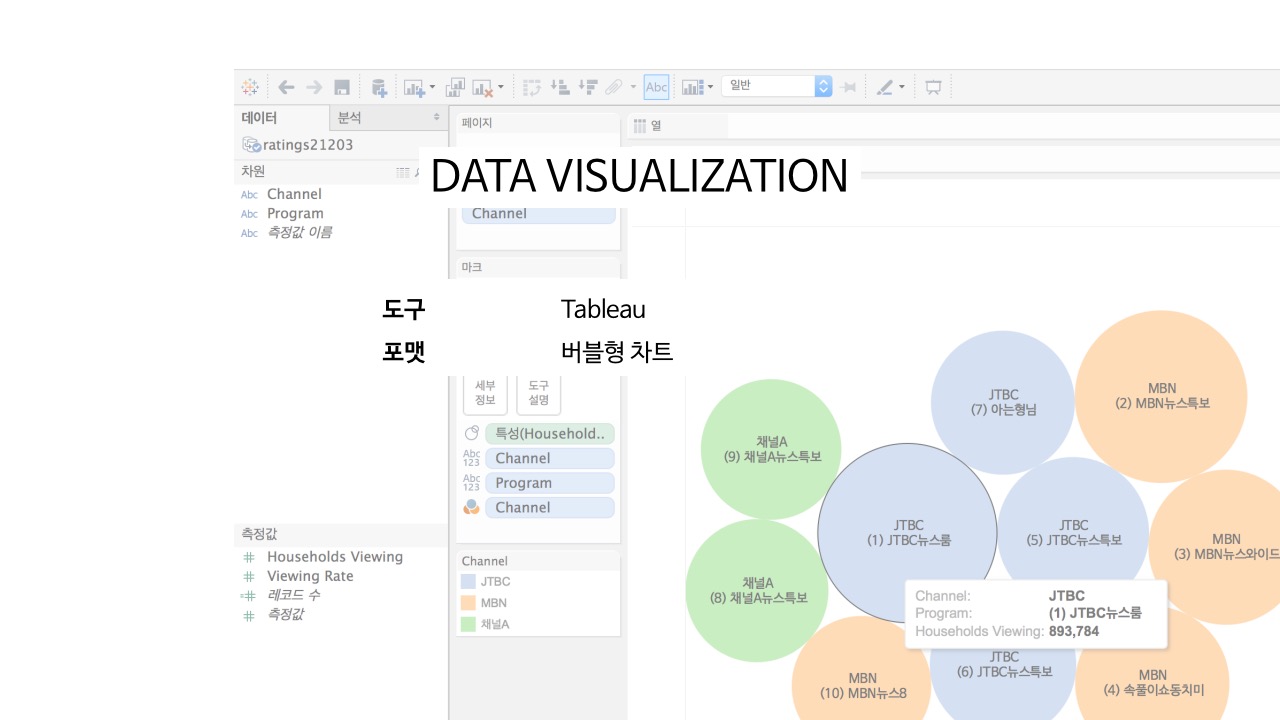 Abc
일반
데이터
분석
페이지
열
ratings21203
차원
DATA VISUALIZATION
Abc Channel
Abc Program
Abc 측정값 이름
Channel
마크
도구 Tableau
포맷 버블형 차트
세부 정보
도구 설명
특성(Household..
Abc 123 Channel
Abc 123 Program
Channel
측정값
Households Viewing
Viewing Rate
레코드 수
측정값
Channel
JTBC
MBN
채널A
JTBC
(7) 아는형님
MBN
(2) MBN뉴스특보
채널A
(9) 채널A뉴스특보
JTBC
(1) JTBC뉴스룸
JTBC
(5) JTBC뉴스특보
MBN
(3) MBN뉴스와이드
채널A
(8) 채널A뉴스특보
Channel: JTBC
Program: (1) JTBC뉴스룸
Households Viewing: 893,784
JTBC
(6) JTBC뉴스특보
MBN
(10) MBN뉴스8
MBN
(4) 속풀이쇼동치미